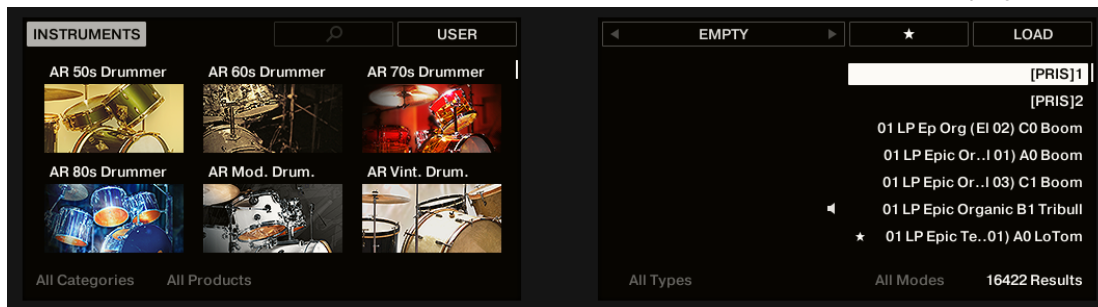 INSTRUMENTS USER
AR 50s Drummer AR 60s Drummer AR 70s Drummer
AR 80s Drummer AR Mod. Drum. AR Vint. Drum.
All Categories All Products
EMPTY ★ LOAD
[PRIS]1
[PRIS]2
01 LP Ep Org (El 02) C0 Boom
01 LP Epic Or..l 01) A0 Boom
01 LP Epic Or..l 03) C1 Boom
01 LP Epic Organic B1 Tribull
★ 01 LP Epic Te..01) A0 LoTom
All Types All Modes 16422 Results